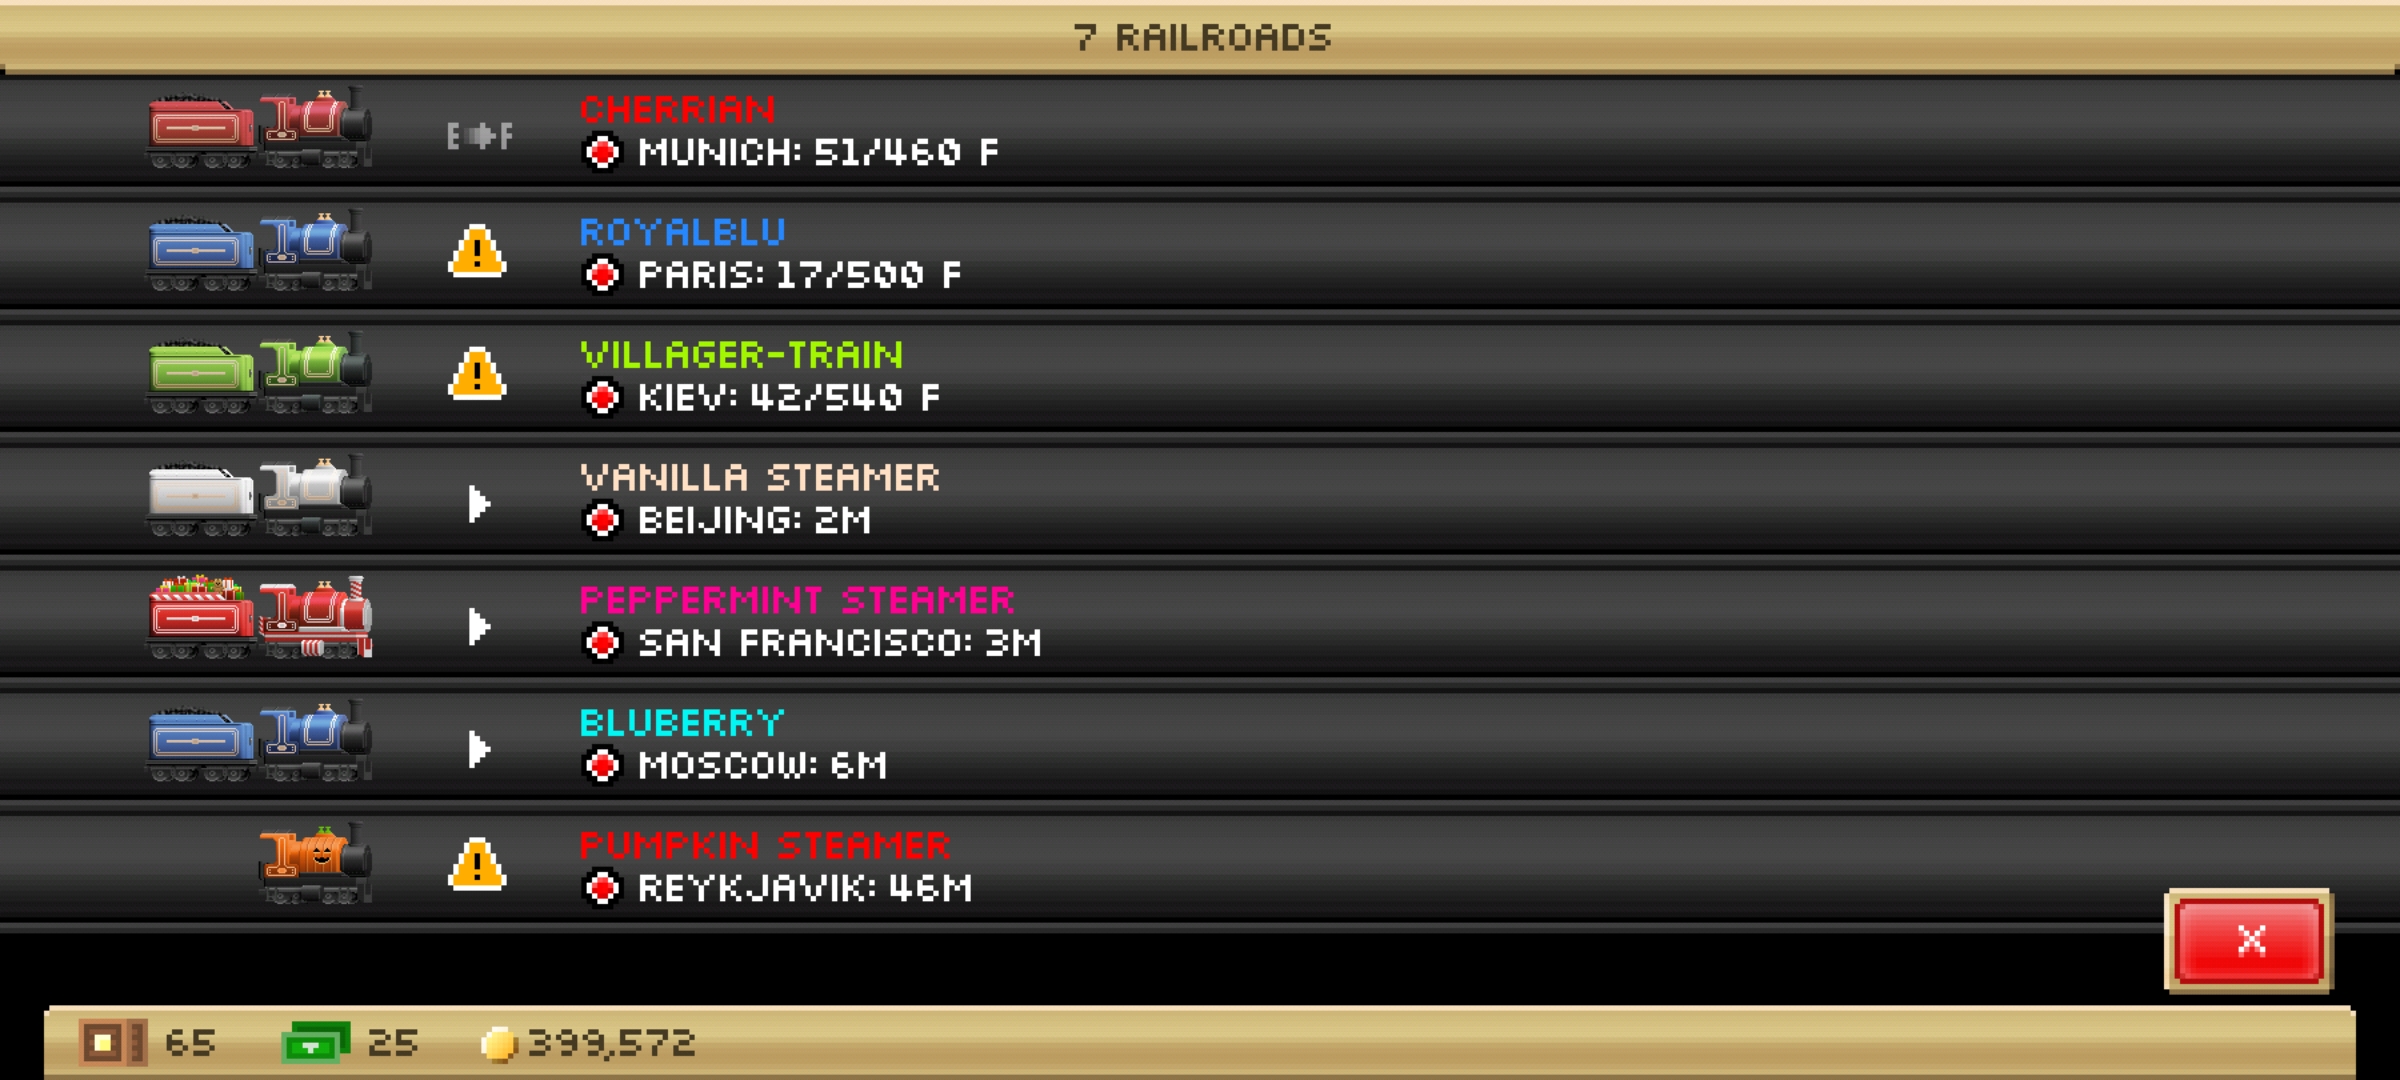 7 RAILROADS
CHERRIAN
E F
MUNICH: 51/460 F
ROYALBLU
PARIS: 17/500 F
VILLAGER-TRAIN
KIEV: 42/540 F
VANILLA STEAMER
BEIJING: 2M
PEPPERMINT STEAMER
SAN FRANCISCO: 3M
BLUBERRY
MOSCOW: 6M
PUMPKIN STEAMER
REYKJAVIK: 46M
X
65 25 399,572